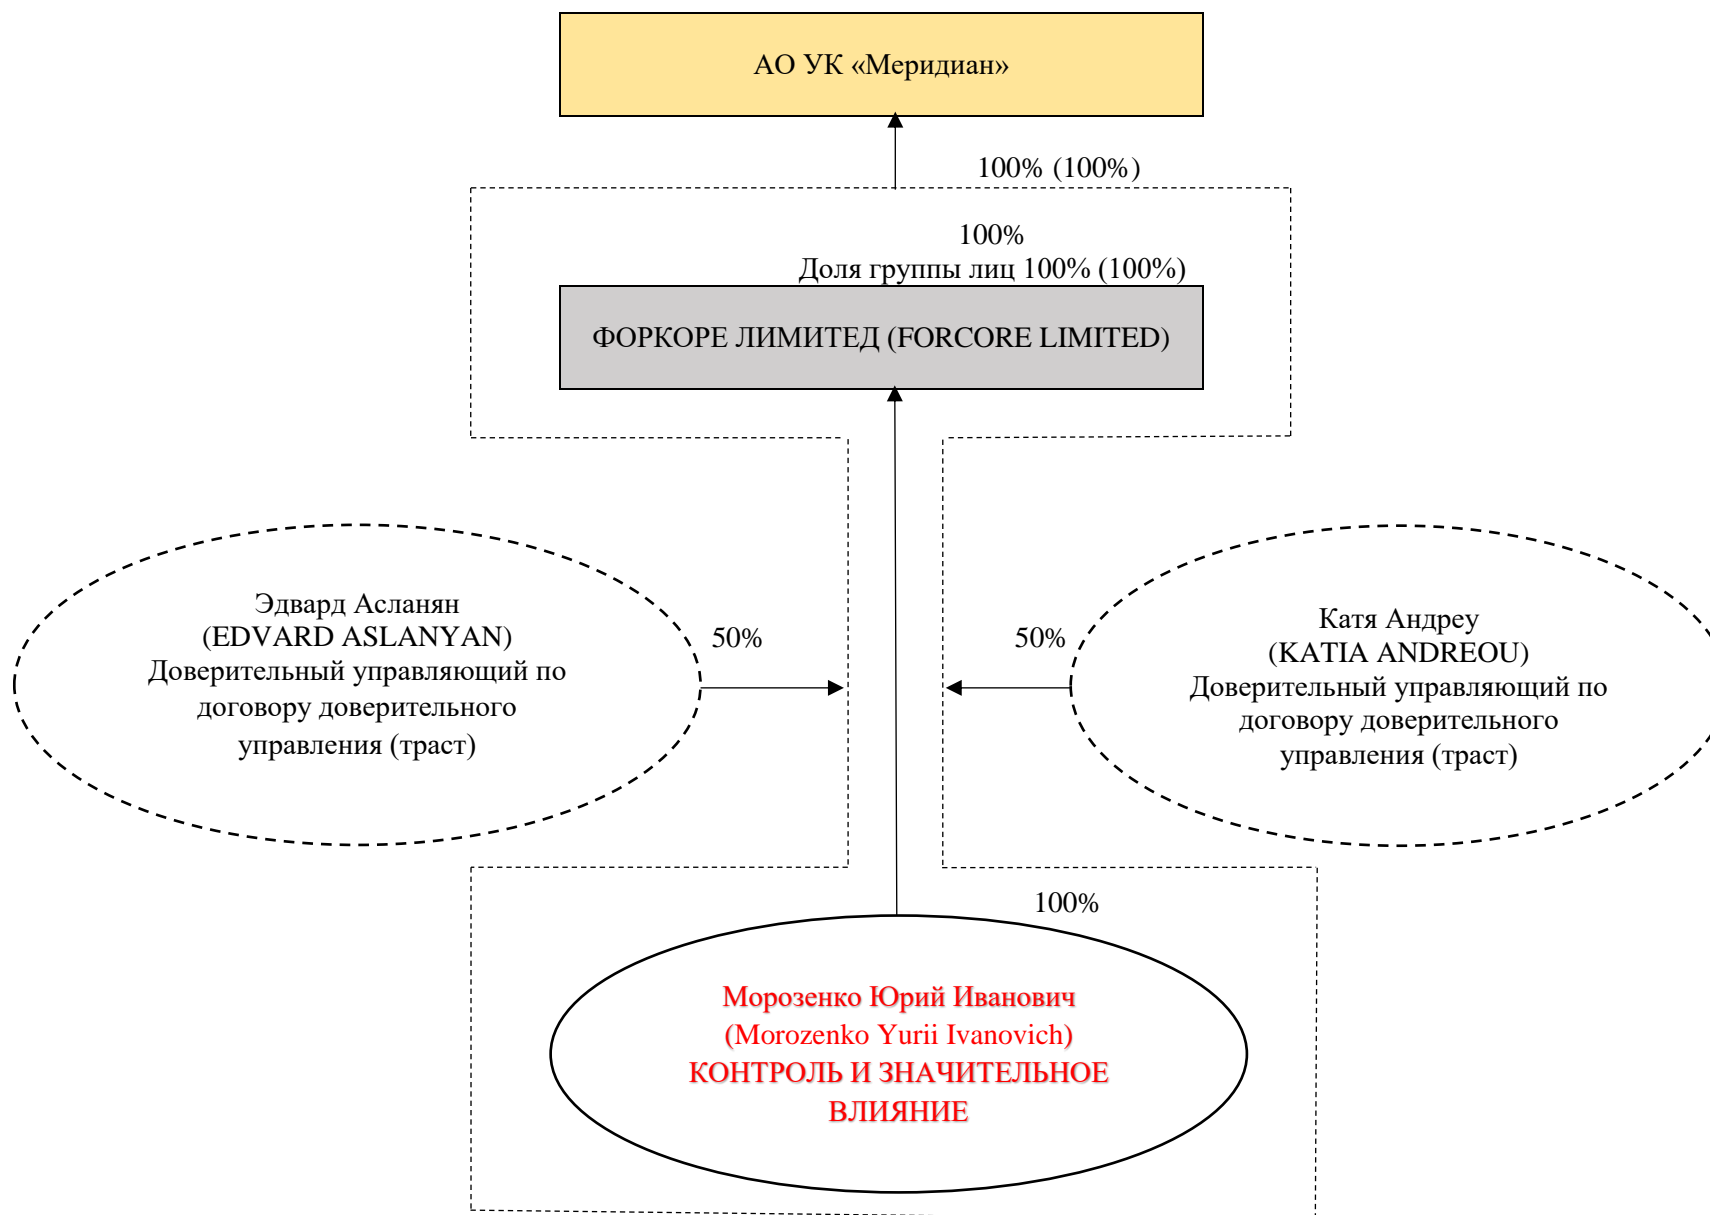 АО УК «Меридиан»
100% (100%)
100%
Доля группы лиц 100% (100%)
ФОРКОРЕ ЛИМИТЕД (FORCORE LIMITED)
Эдвард Асланян
(EDVARD ASLANYAN)
Доверительный управляющий по
договору доверительного
управления (траст)
50%
50%
Катя Андреу
(KATIA ANDREOU)
Доверительный управляющий по
договору доверительного
управления (траст)
100%
Морозенко Юрий Иванович
(Morozenko Yurii Ivanovich)
КОНТРОЛЬ И ЗНАЧИТЕЛЬНОЕ
ВЛИЯНИЕ